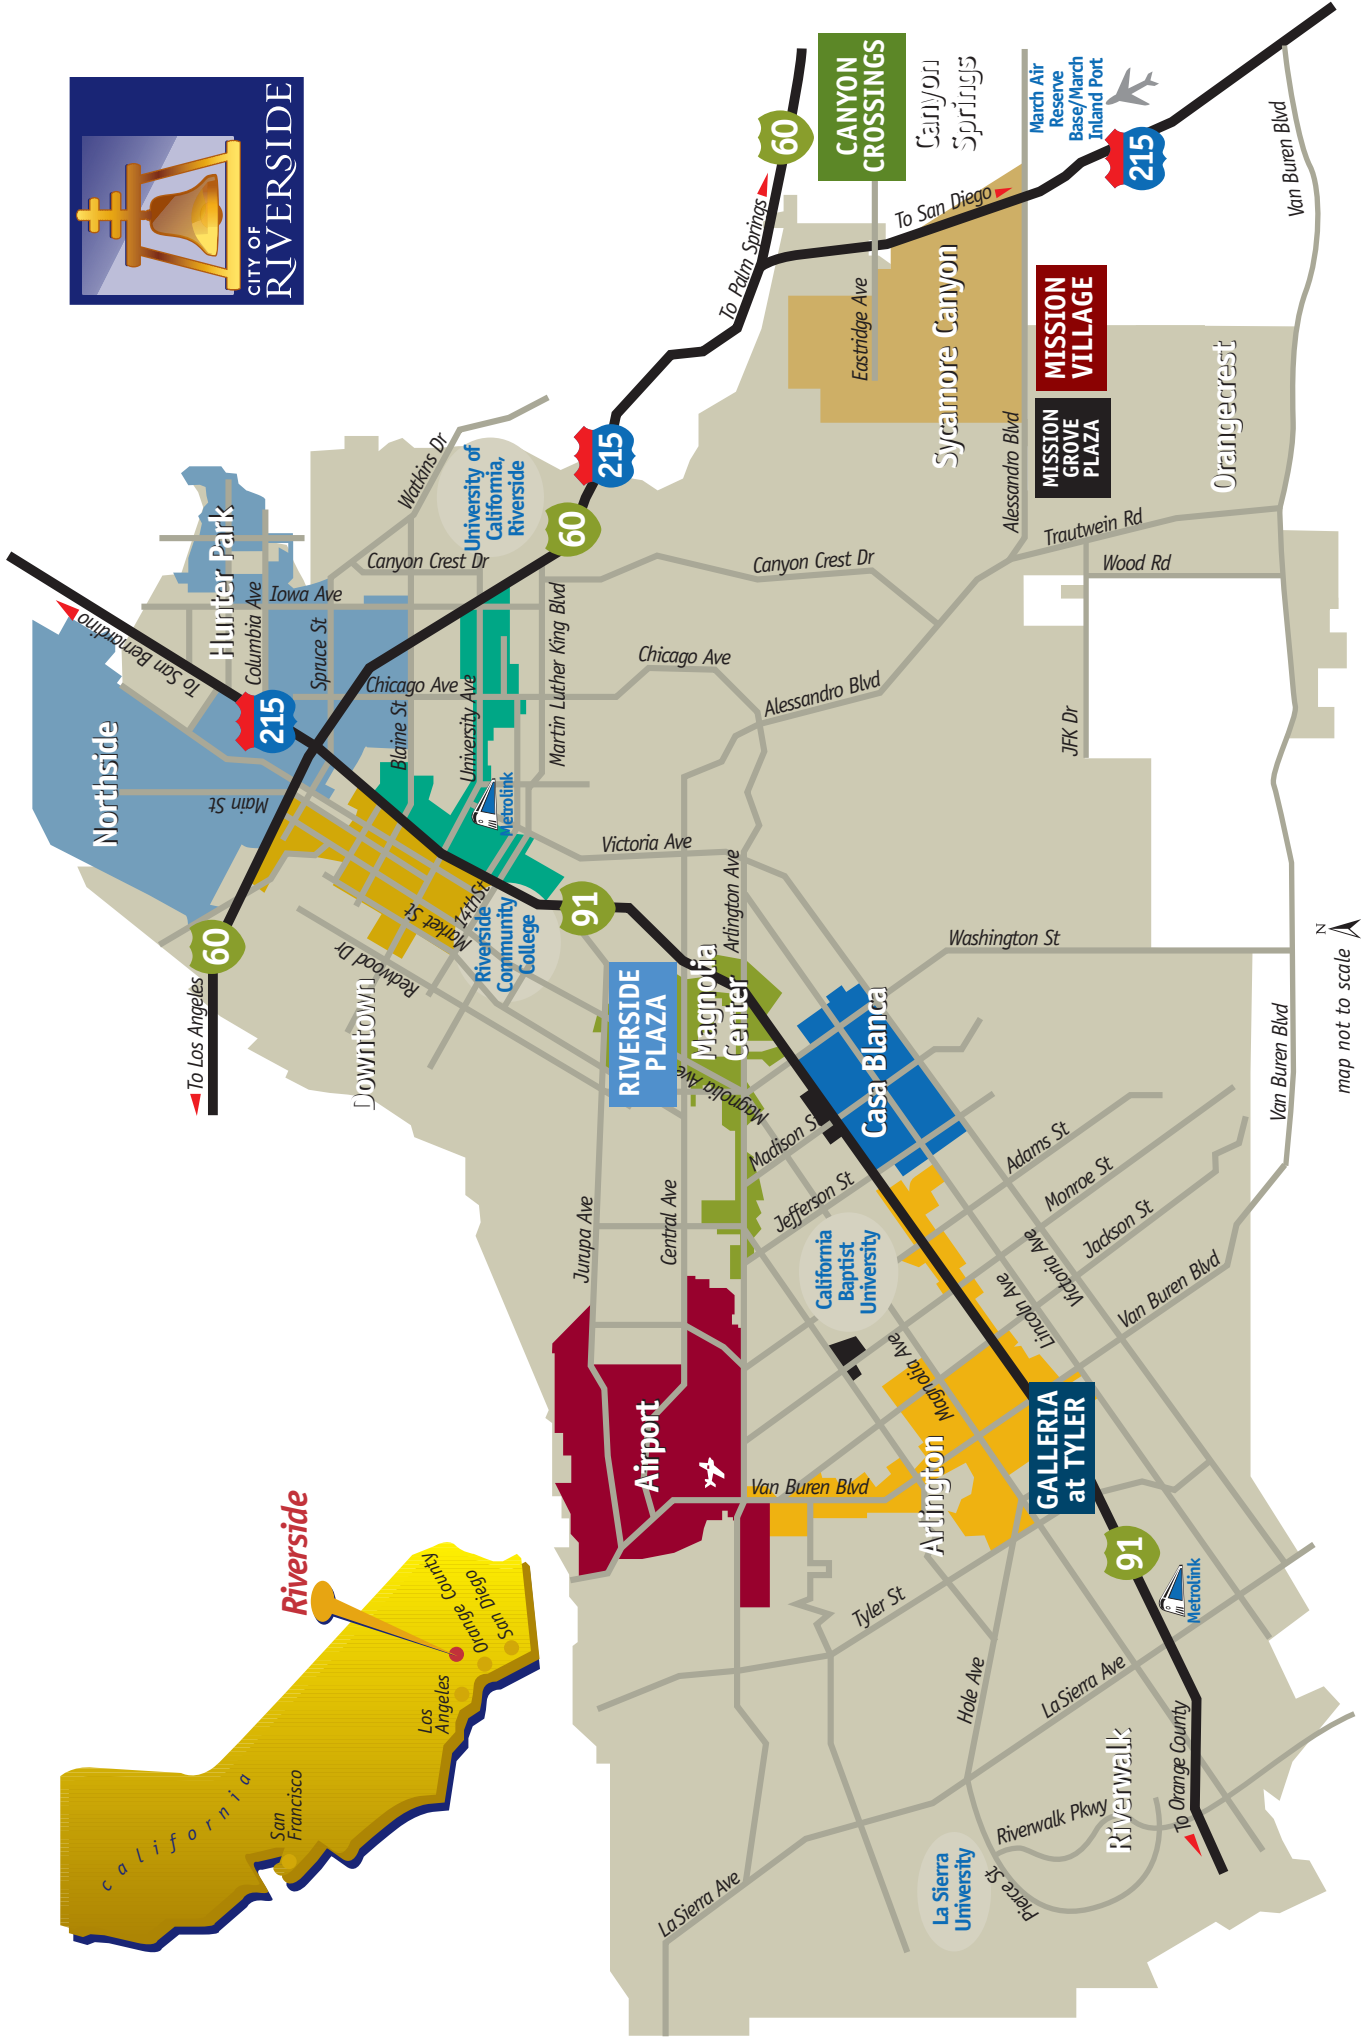 CITY OF
RIVERSIDE
california
San
Francisco
Los
Angeles
Orange County
San Diego
Riverside
To Los Angeles
60
Northside
To San Bernardino
215
Hunter Park
Columbia Ave
Iowa Ave
Spruce St
Main St
Chicago Ave
Blaine St
University Ave
Canyon Crest Dr
Watkins Dr
University of
California,
Riverside
60
215
Martin Luther King Blvd
Metrolink
Downtown
Redwood Dr
Market St
14thSt
Riverside
Community
College
91
Victoria Ave
Chicago Ave
Canyon Crest Dr
Alessandro Blvd
To Palm Springs
60
CANYON
CROSSINGS
Canyon
Springs
March Air
Reserve
Base/March
Inland Port
215
To San Diego
Eastridge Ave
Sycamore Canyon
Alessandro Blvd
MISSION
VILLAGE
MISSION
GROVE
PLAZA
Orangecrest
Trautwein Rd
Wood Rd
JFK Dr
Van Buren Blvd
Washington St
Van Buren Blvd
RIVERSIDE
PLAZA
Magnolia
Center
Arlington Ave
Magnolia Ave
Jurupa Ave
Central Ave
Madison St
Jefferson St
Casa Blanca
Adams St
Monroe St
Jackson St
Van Buren Blvd
Victoria Ave
Lincoln Ave
California
Baptist
University
Magnolia Ave
Airport
Van Buren Blvd
Arlington
GALLERIA
at TYLER
91
Metrolink
Tyler St
Hole Ave
LaSierra Ave
LaSierra Ave
La Sierra
University
Pierce St
Riverwalk Pkwy
Riverwalk
To Orange County
N
map not to scale